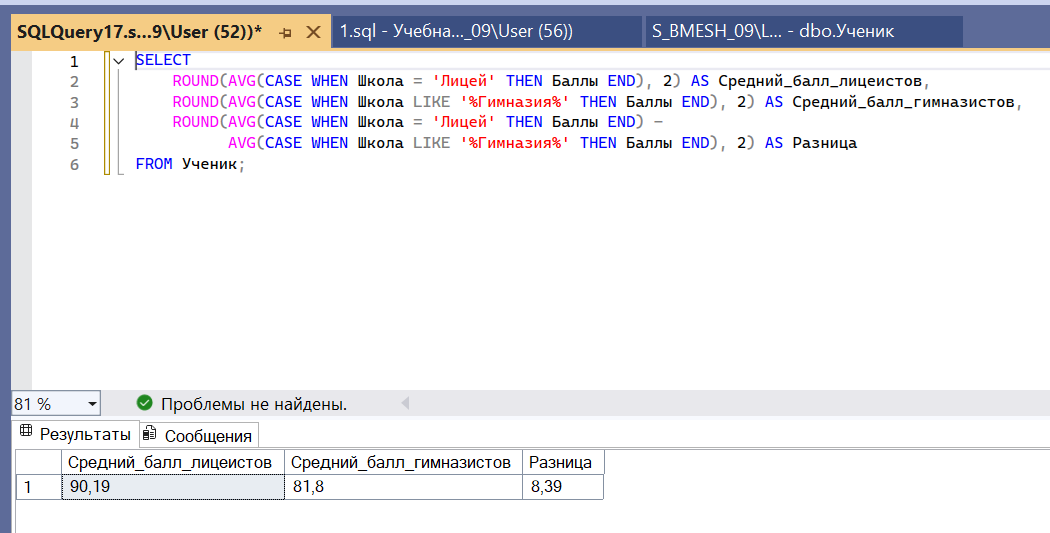 SQLQuery17.s...9\User (52))* 1.sql - Учебна..._09\User (56)) S_BMESH_09\L... - dbo.Ученик
1 SELECT
2 ROUND(AVG(CASE WHEN Школа = 'Лицей' THEN Баллы END), 2) AS Средний_балл_лицеистов,
3 ROUND(AVG(CASE WHEN Школа LIKE '%Гимназия%' THEN Баллы END), 2) AS Средний_балл_гимназистов,
4 ROUND(AVG(CASE WHEN Школа = 'Лицей' THEN Баллы END) -
5 AVG(CASE WHEN Школа LIKE '%Гимназия%' THEN Баллы END), 2) AS Разница
6 FROM Ученик;
81 % Проблемы не найдены.
Результаты Сообщения
Средний_балл_лицеистов Средний_балл_гимназистов Разница
1 90,19 81,8 8,39